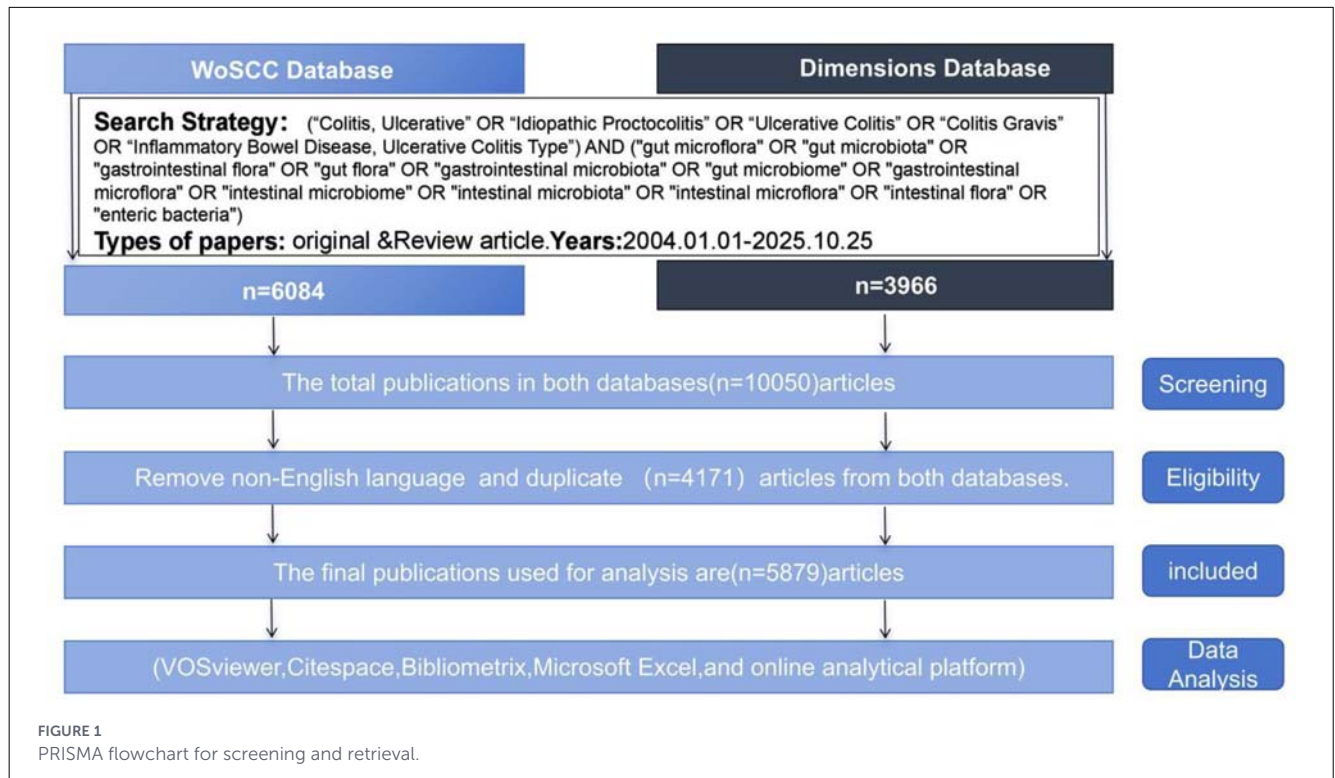 WoSCC Database
Dimensions Database
Search Strategy: (“Colitis, Ulcerative” OR “Idiopathic Proctocolitis” OR “Ulcerative Colitis” OR “Colitis Gravis”
OR “Inflammatory Bowel Disease, Ulcerative Colitis Type”) AND ("gut microflora" OR "gut microbiota" OR
"gastrointestinal flora" OR "gut flora" OR "gastrointestinal microbiota" OR "gut microbiome" OR "gastrointestinal
microflora" OR "intestinal microbiome" OR "intestinal microbiota" OR "intestinal microflora" OR "intestinal flora" OR
"enteric bacteria")
Types of papers: original &Review article.Years:2004.01.01-2025.10.25
n=6084
n=3966
The total publications in both databases(n=10050)articles
Screening
Remove non-English language and duplicate (n=4171) articles from both databases.
Eligibility
The final publications used for analysis are(n=5879)articles
included
(VOSviewer,Citespace,Bibliometrix,Microsoft Excel,and online analytical platform)
Data
Analysis
FIGURE 1
PRISMA flowchart for screening and retrieval.